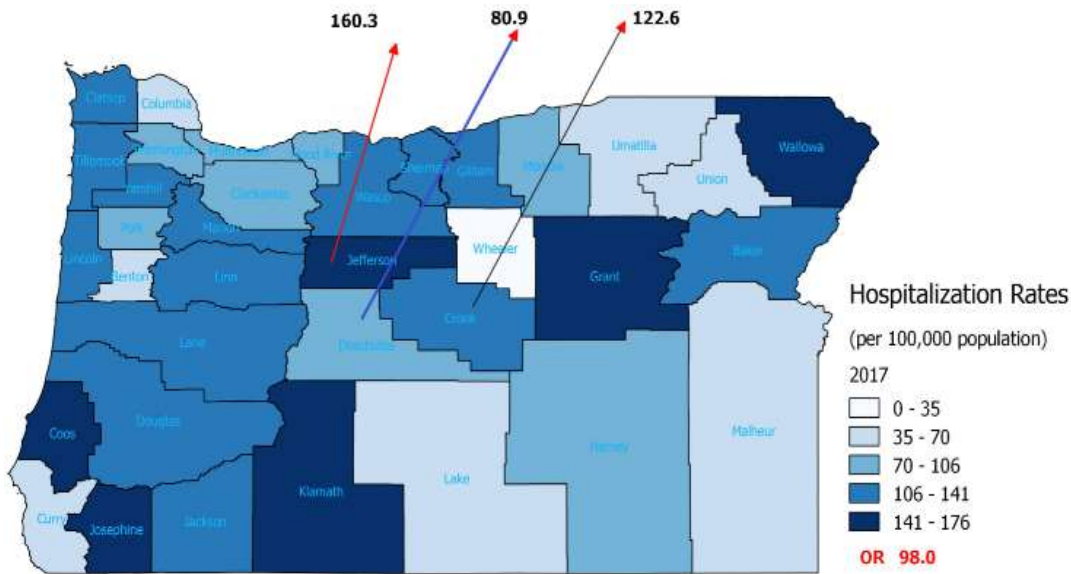 160.3
80.9
122.6
Clatsop
Columbia
Tillamook
Washington
Multnomah
Hood River
Wasco
Sherman
Gilliam
Morrow
Umatilla
Union
Wallowa
Yamhill
Clackamas
Polk
Marion
Jefferson
Wheeler
Grant
Baker
Lincoln
Benton
Linn
Crook
Lane
Deschutes
Douglas
Coos
Curry
Josephine
Jackson
Klamath
Lake
Harney
Malheur
Hospitalization Rates
(per 100,000 population)
2017
0 - 35
35 - 70
70 - 106
106 - 141
141 - 176
OR 98.0